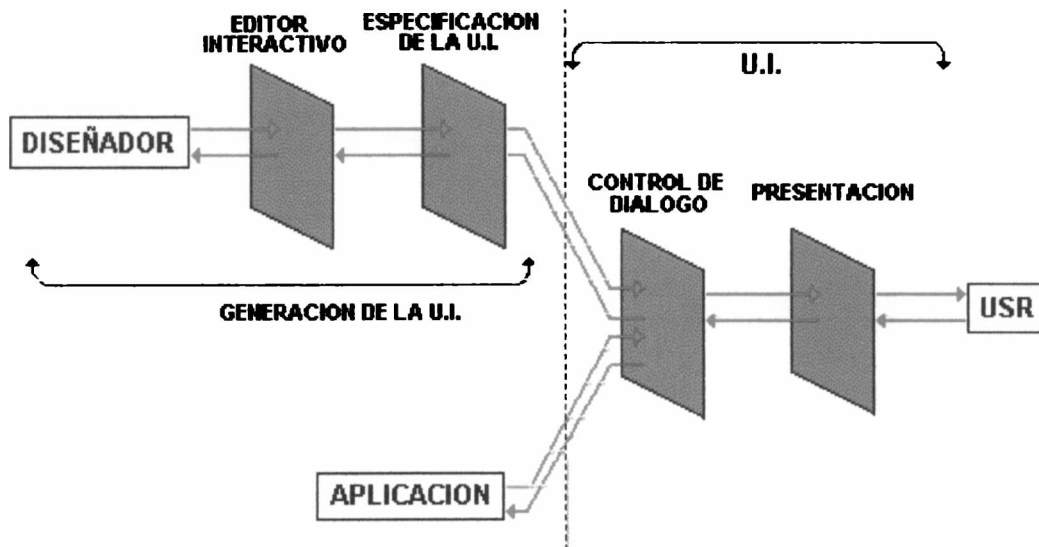 EDITOR
INTERACTIVO
ESPECIFICACION
DE LA U.I.
U.I.
DISEÑADOR
CONTROL DE
DIALOGO
PRESENTACION
GENERACION DE LA U.I.
USR
APLICACION